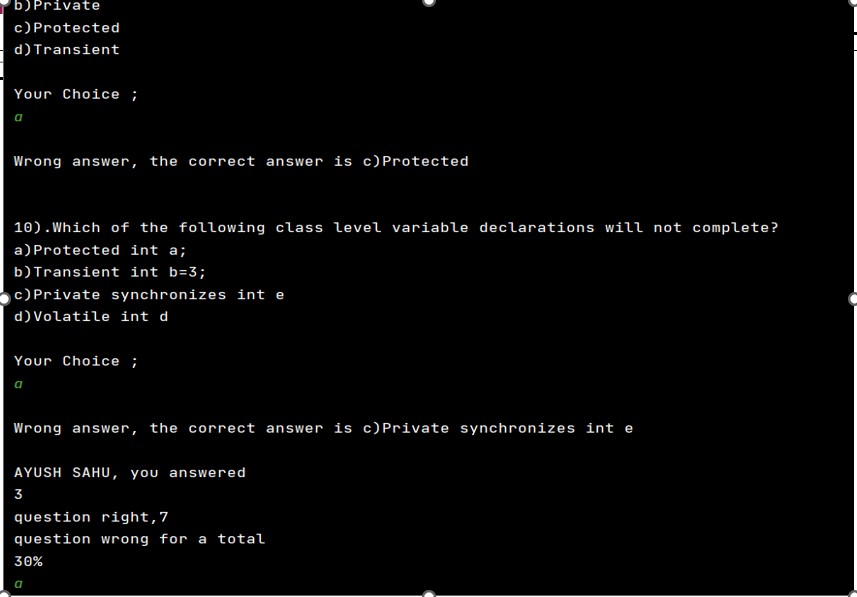 b)Private
c)Protected
d)Transient
Your Choice ;
a
Wrong answer, the correct answer is c)Protected
10).Which of the following class level variable declarations will not complete?
a)Protected int a;
b)Transient int b=3;
c)Private synchronizes int e
d)Volatile int d
Your Choice ;
a
Wrong answer, the correct answer is c)Private synchronizes int e
AYUSH SAHU, you answered
3
question right,7
question wrong for a total
30%
a